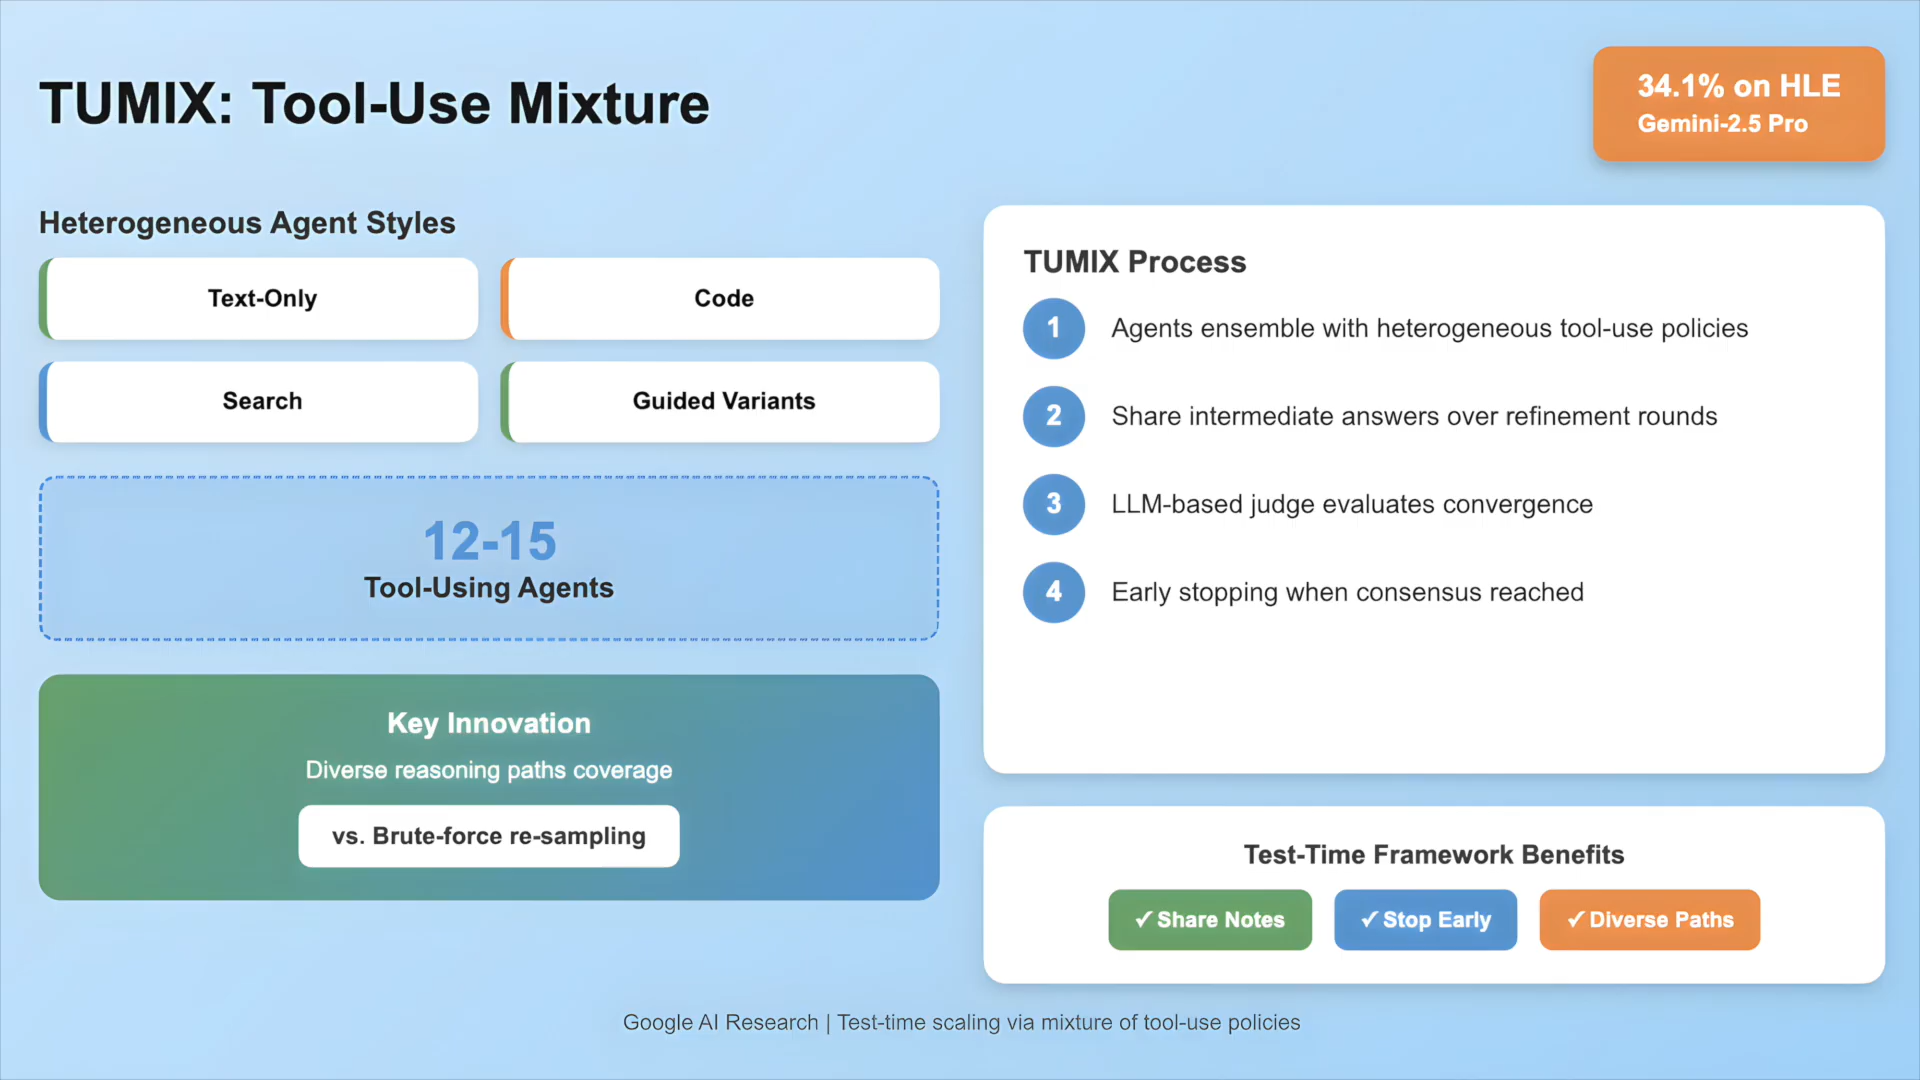 TUMIX: Tool-Use Mixture
34.1% on HLE
Gemini-2.5 Pro
Heterogeneous Agent Styles
Text-Only
Code
Search
Guided Variants
12-15
Tool-Using Agents
Key Innovation
Diverse reasoning paths coverage
vs. Brute-force re-sampling
TUMIX Process
1 Agents ensemble with heterogeneous tool-use policies
2 Share intermediate answers over refinement rounds
3 LLM-based judge evaluates convergence
4 Early stopping when consensus reached
Test-Time Framework Benefits
✓ Share Notes
✓ Stop Early
✓ Diverse Paths
Google AI Research | Test-time scaling via mixture of tool-use policies